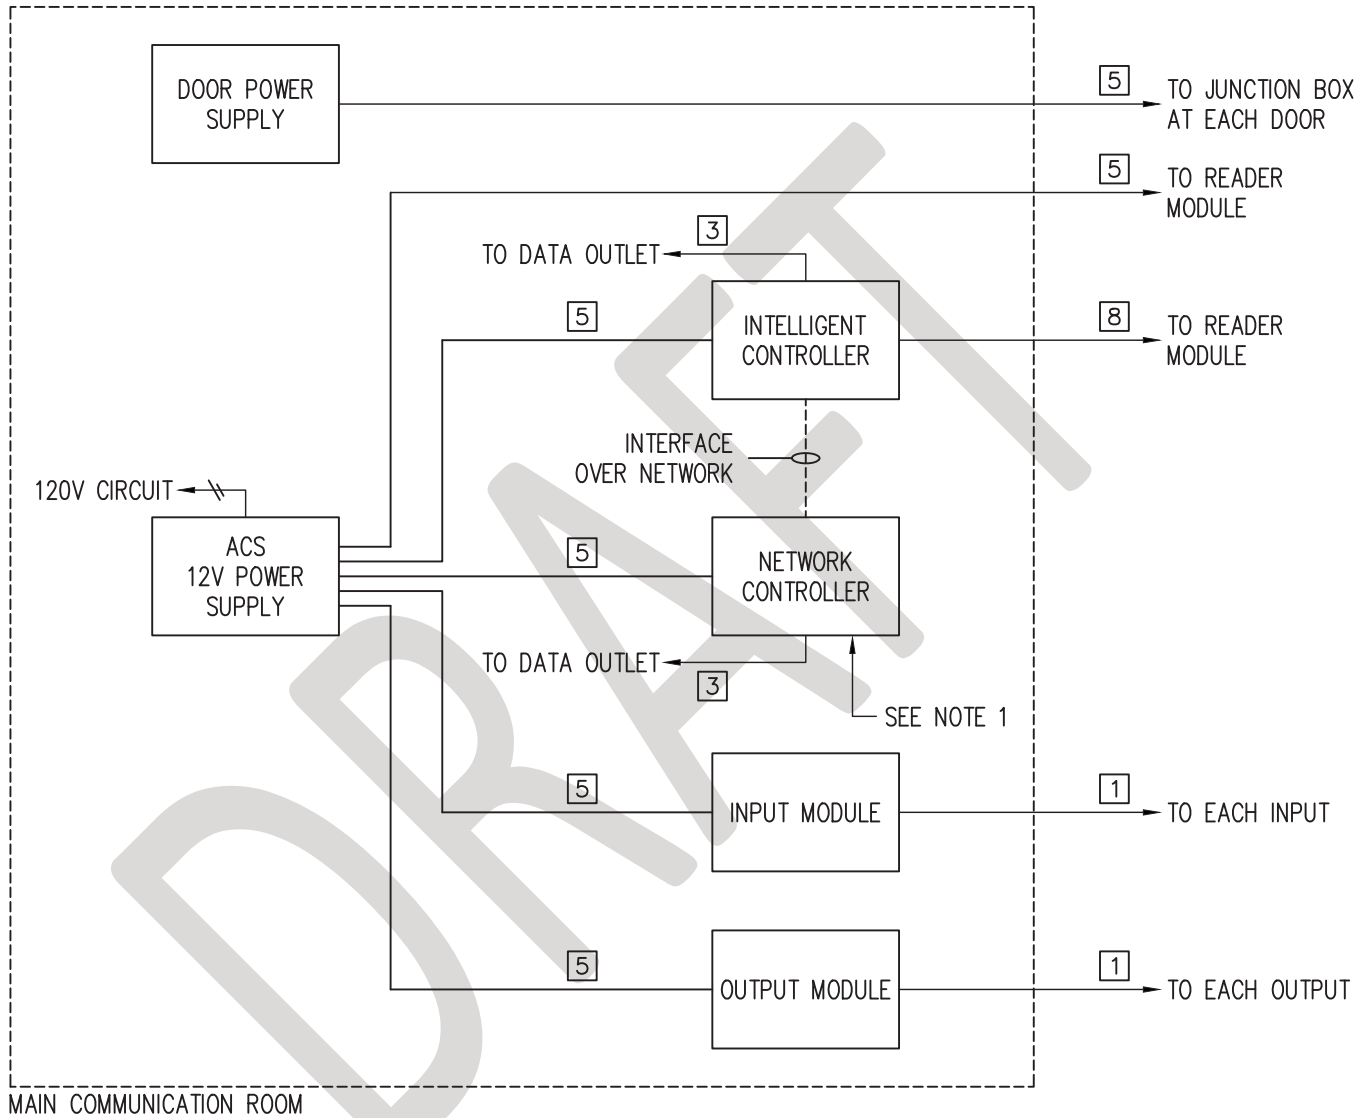 DOOR POWER
SUPPLY
5
TO JUNCTION BOX
AT EACH DOOR
5
TO READER
MODULE
3
TO DATA OUTLET
5
INTELLIGENT
CONTROLLER
8
TO READER
MODULE
INTERFACE
OVER NETWORK
120V CIRCUIT
ACS
12V POWER
SUPPLY
5
NETWORK
CONTROLLER
TO DATA OUTLET
3
SEE NOTE 1
5
INPUT MODULE
1
TO EACH INPUT
5
OUTPUT MODULE
1
TO EACH OUTPUT
MAIN COMMUNICATION ROOM
DRAFT